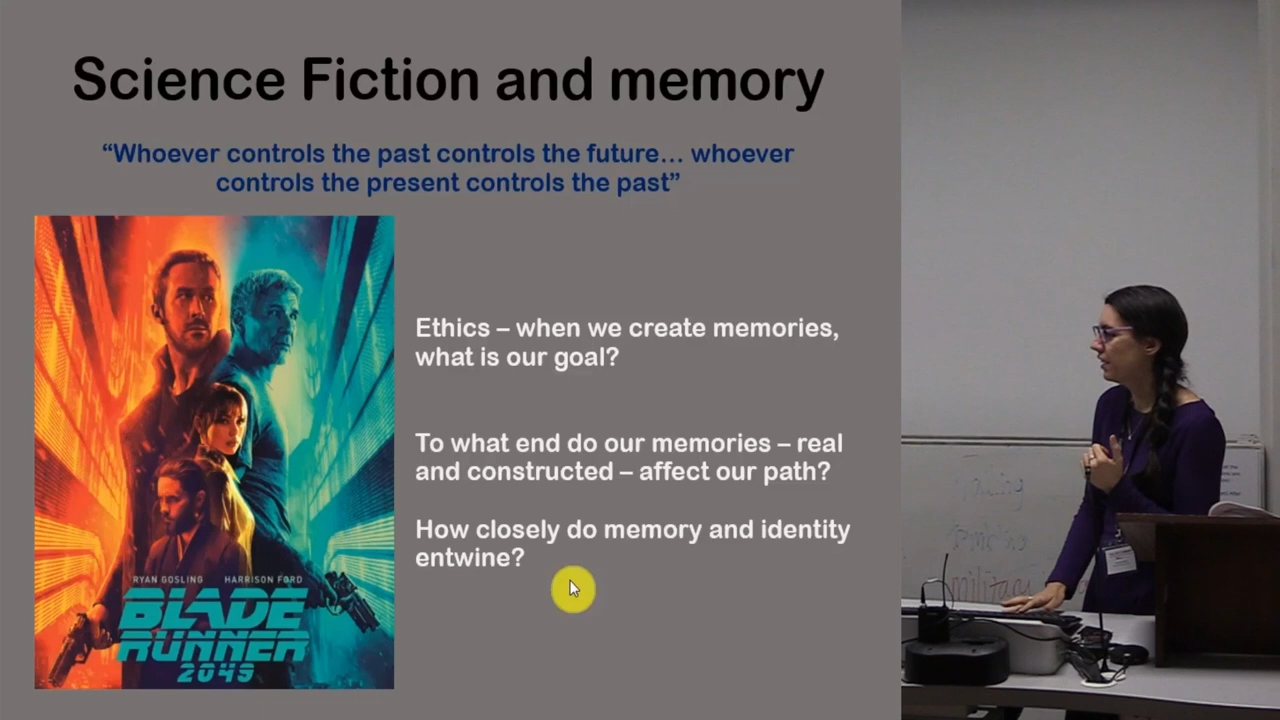 Science Fiction and memory
“Whoever controls the past controls the future... whoever
controls the present controls the past”
Ethics – when we create memories,
what is our goal?
To what end do our memories – real
and constructed – affect our path?
How closely do memory and identity
entwine?
RYAN GOSLING HARRISON FORD
BLADE
RUNNER
2049
military